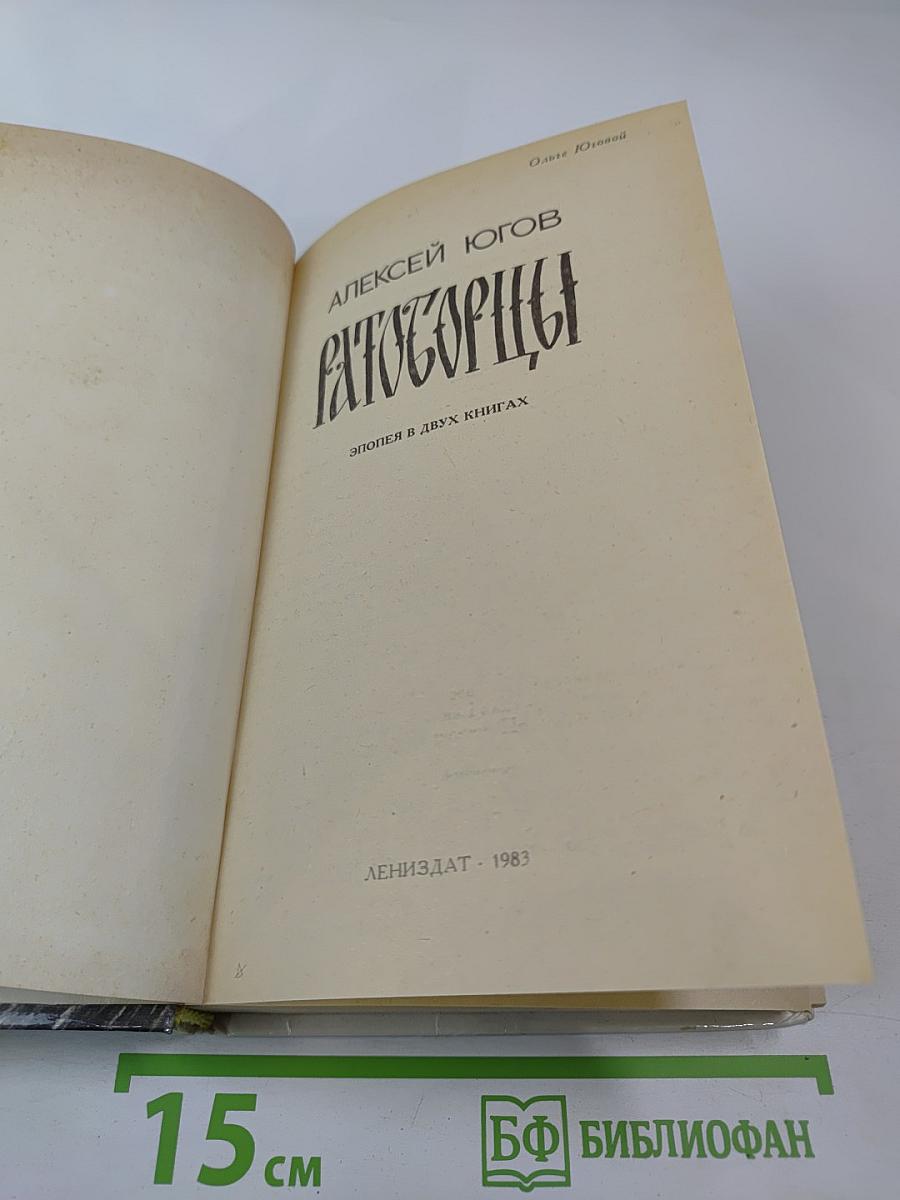 Ольге Юговой
АЛЕКСЕЙ ЮГОВ
РАТОБОРЦЫ
ЭПОПЕЯ В ДВУХ КНИГАХ
ЛЕНИЗДАТ · 1983
15 см
БФ БИБЛИОФАН